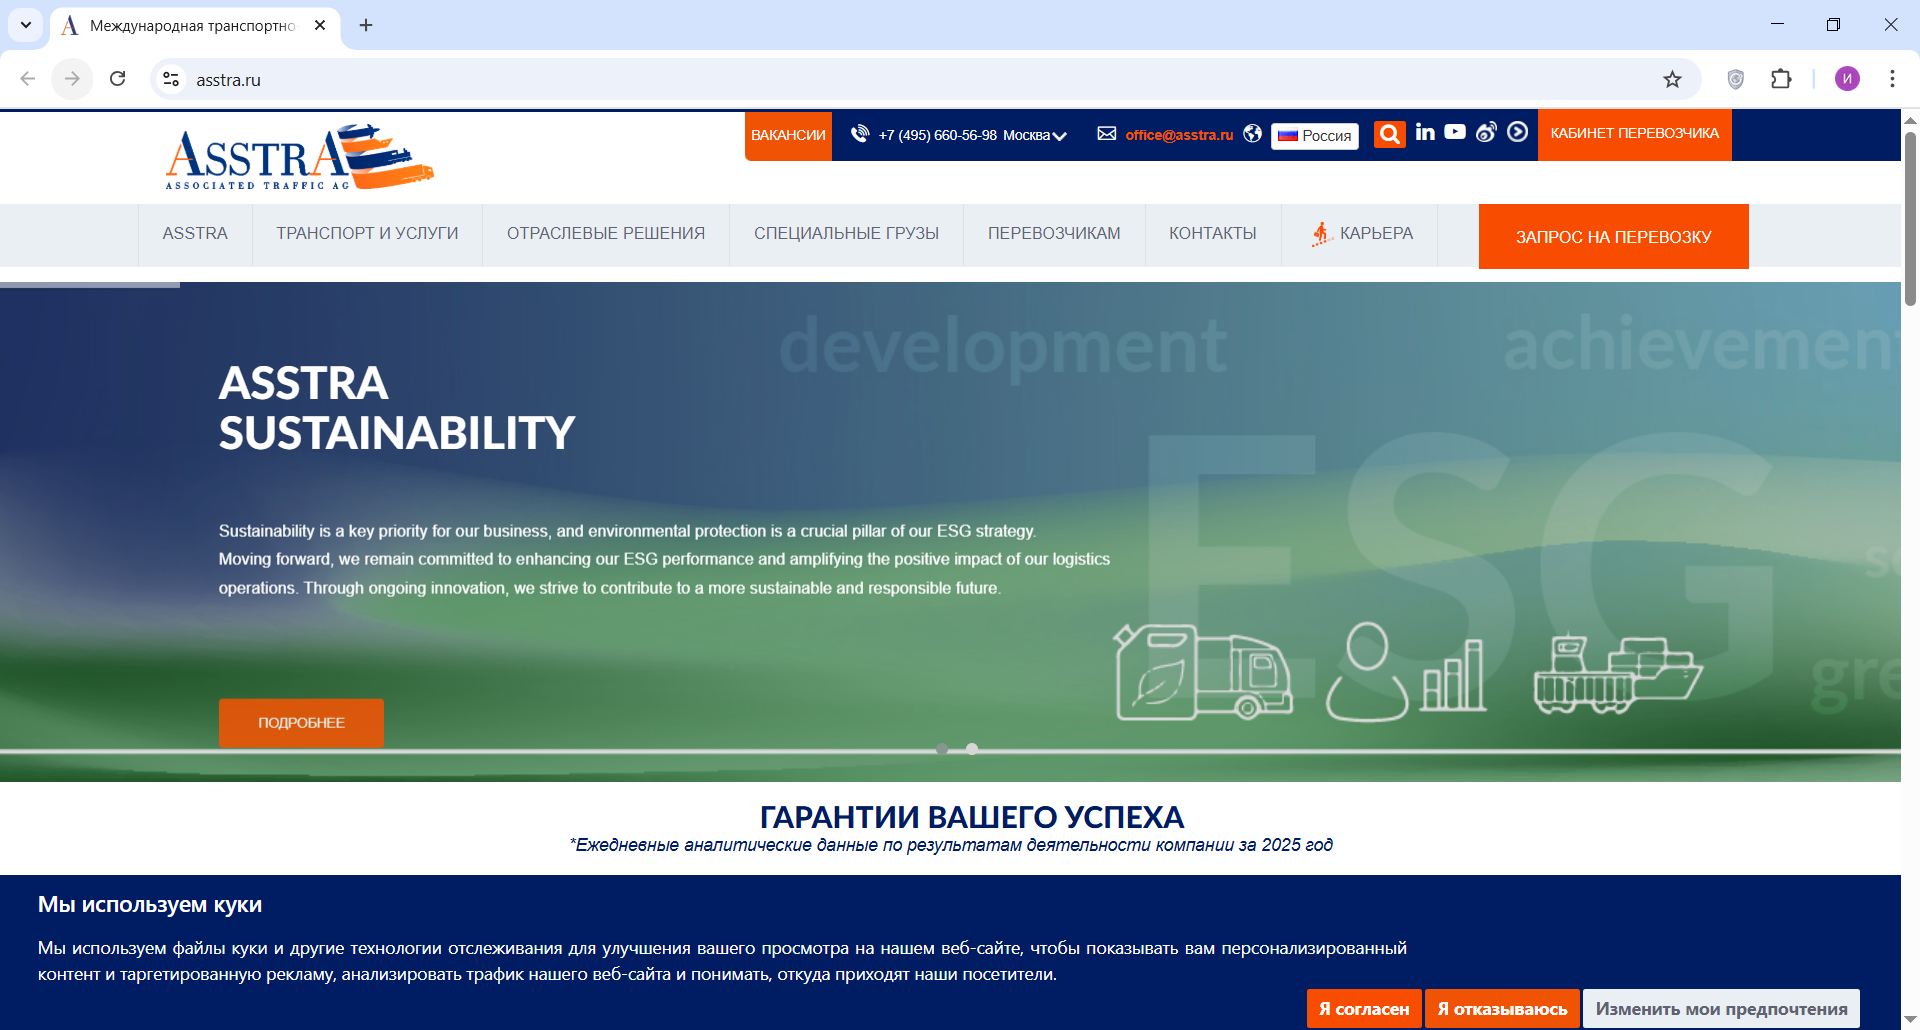 Международная транспортно
asstra.ru
И
ASSTRA
ASSOCIATED TRAFFIC AG
ВАКАНСИИ
+7 (495) 660-56-98 Москва
office@asstra.ru
Россия
КАБИНЕТ ПЕРЕВОЗЧИКА
ASSTRA
ТРАНСПОРТ И УСЛУГИ
ОТРАСЛЕВЫЕ РЕШЕНИЯ
СПЕЦИАЛЬНЫЕ ГРУЗЫ
ПЕРЕВОЗЧИКАМ
КОНТАКТЫ
КАРЬЕРА
ЗАПРОС НА ПЕРЕВОЗКУ
development
achievement
ASSTRA
SUSTAINABILITY
ESG
Sustainability is a key priority for our business, and environmental protection is a crucial pillar of our ESG strategy.
Moving forward, we remain committed to enhancing our ESG performance and amplifying the positive impact of our logistics
operations. Through ongoing innovation, we strive to contribute to a more sustainable and responsible future.
ПОДРОБНЕЕ
ГАРАНТИИ ВАШЕГО УСПЕХА
*Ежедневные аналитические данные по результатам деятельности компании за 2025 год
Мы используем куки
Мы используем файлы куки и другие технологии отслеживания для улучшения вашего просмотра на нашем веб-сайте, чтобы показывать вам персонализированный
контент и таргетированную рекламу, анализировать трафик нашего веб-сайта и понимать, откуда приходят наши посетители.
Я согласен
Я отказываюсь
Изменить мои предпочтения